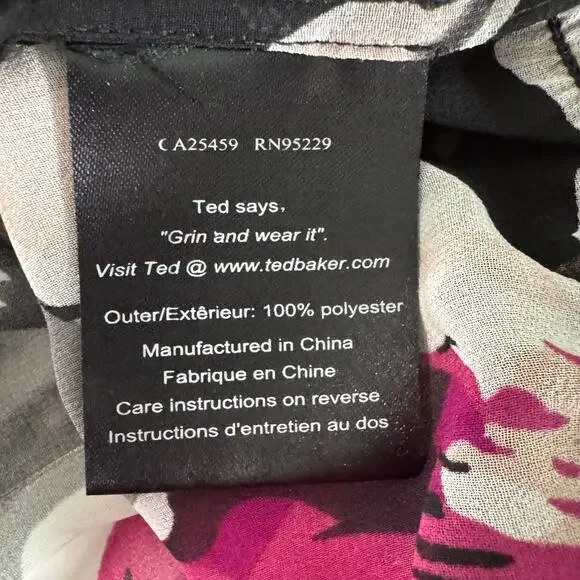 CA25459 RN95229
Ted says,
"Grin and wear it".
Visit Ted @ www.tedbaker.com
Outer/Extêrieur: 100% polyester
Manufactured in China
Fabrique en Chine
Care instructions on reverse
Instructions d'entretien au dos